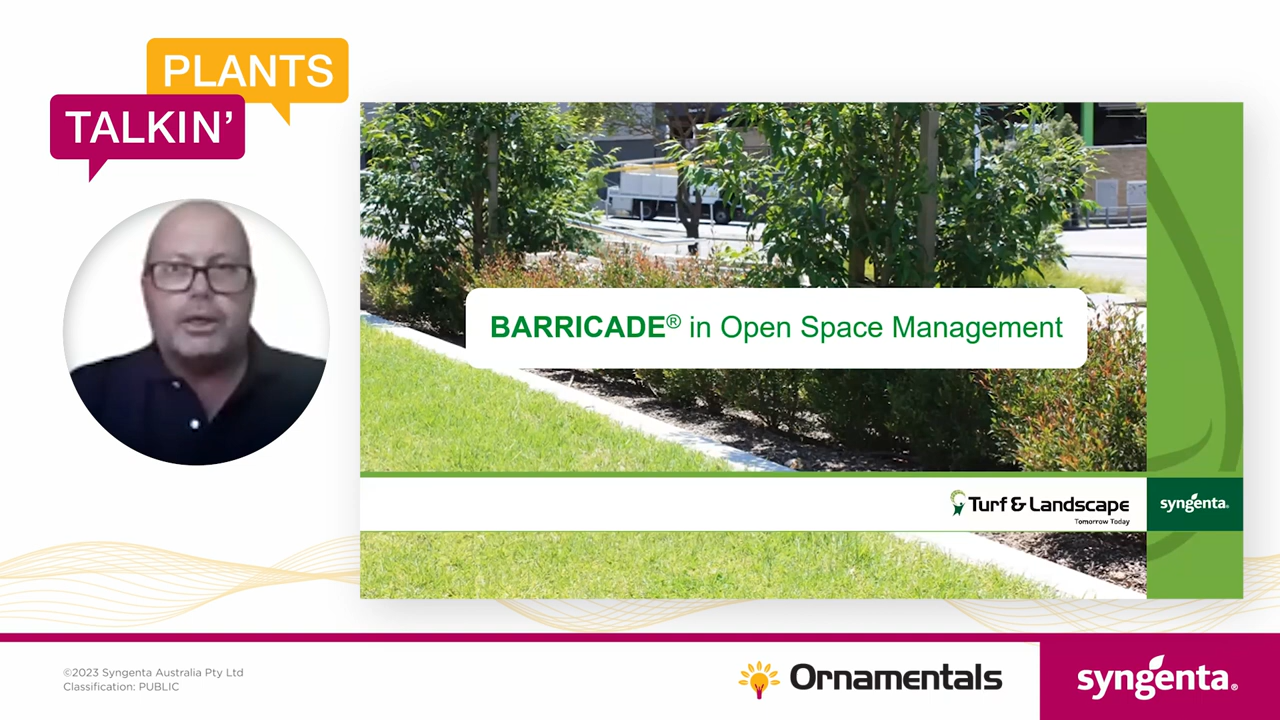 PLANTS
TALKIN’
BARRICADE® in Open Space Management
Turf & Landscape
Tomorrow Today
syngenta®
©2023 Syngenta Australia Pty Ltd
Classification: PUBLIC
Ornamentals
syngenta®